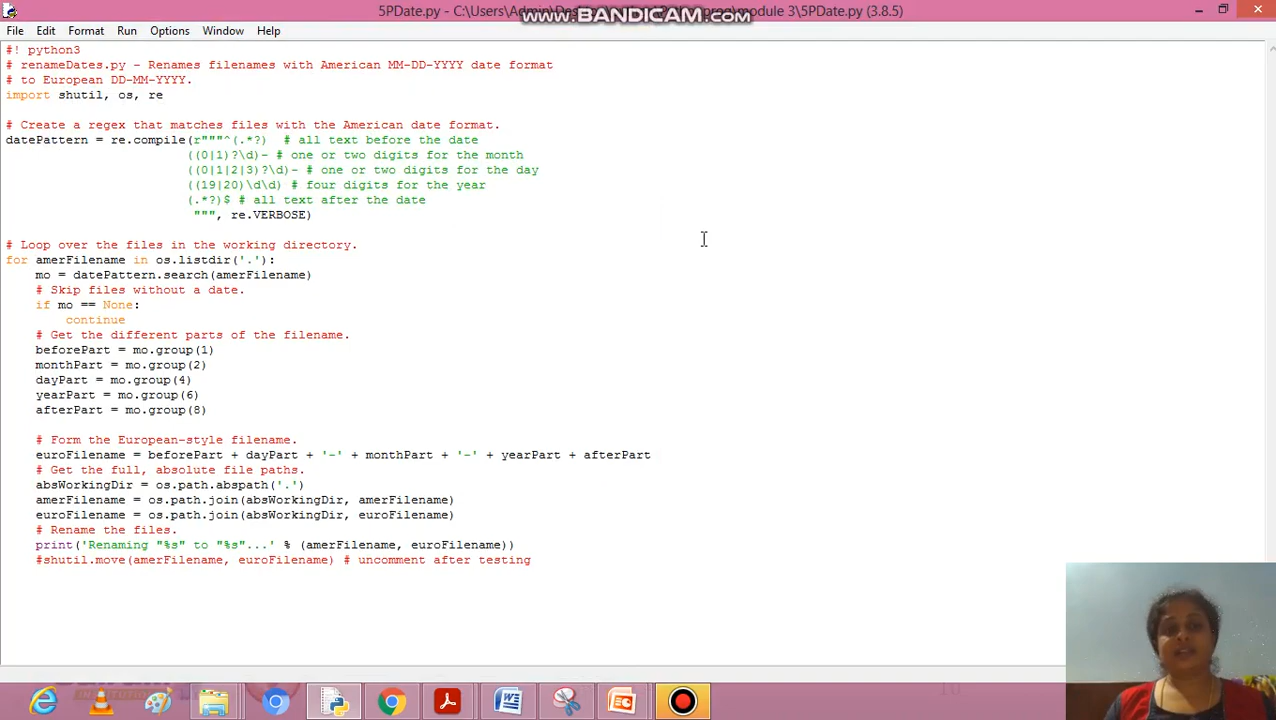 5PDate.py - C:\Users\Admin\Des module 3\5PDate.py (3.8.5)
www.BANDICAM.com
File Edit Format Run Options Window Help
#! python3
# renameDates.py - Renames filenames with American MM-DD-YYYY date format
# to European DD-MM-YYYY.
import shutil, os, re
# Create a regex that matches files with the American date format.
datePattern = re.compile(r"""^(.*?) # all text before the date
((0|1)?\d)- # one or two digits for the month
((0|1|2|3)?\d)- # one or two digits for the day
((19|20)\d\d) # four digits for the year
(.*?)$ # all text after the date
""", re.VERBOSE)
# Loop over the files in the working directory.
for amerFilename in os.listdir('.'):
mo = datePattern.search(amerFilename)
# Skip files without a date.
if mo == None:
continue
# Get the different parts of the filename.
beforePart = mo.group(1)
monthPart = mo.group(2)
dayPart = mo.group(4)
yearPart = mo.group(6)
afterPart = mo.group(8)
# Form the European-style filename.
euroFilename = beforePart + dayPart + '-' + monthPart + '-' + yearPart + afterPart
# Get the full, absolute file paths.
absWorkingDir = os.path.abspath('.')
amerFilename = os.path.join(absWorkingDir, amerFilename)
euroFilename = os.path.join(absWorkingDir, euroFilename)
# Rename the files.
print('Renaming "%s" to "%s"...' % (amerFilename, euroFilename))
#shutil.move(amerFilename, euroFilename) # uncomment after testing